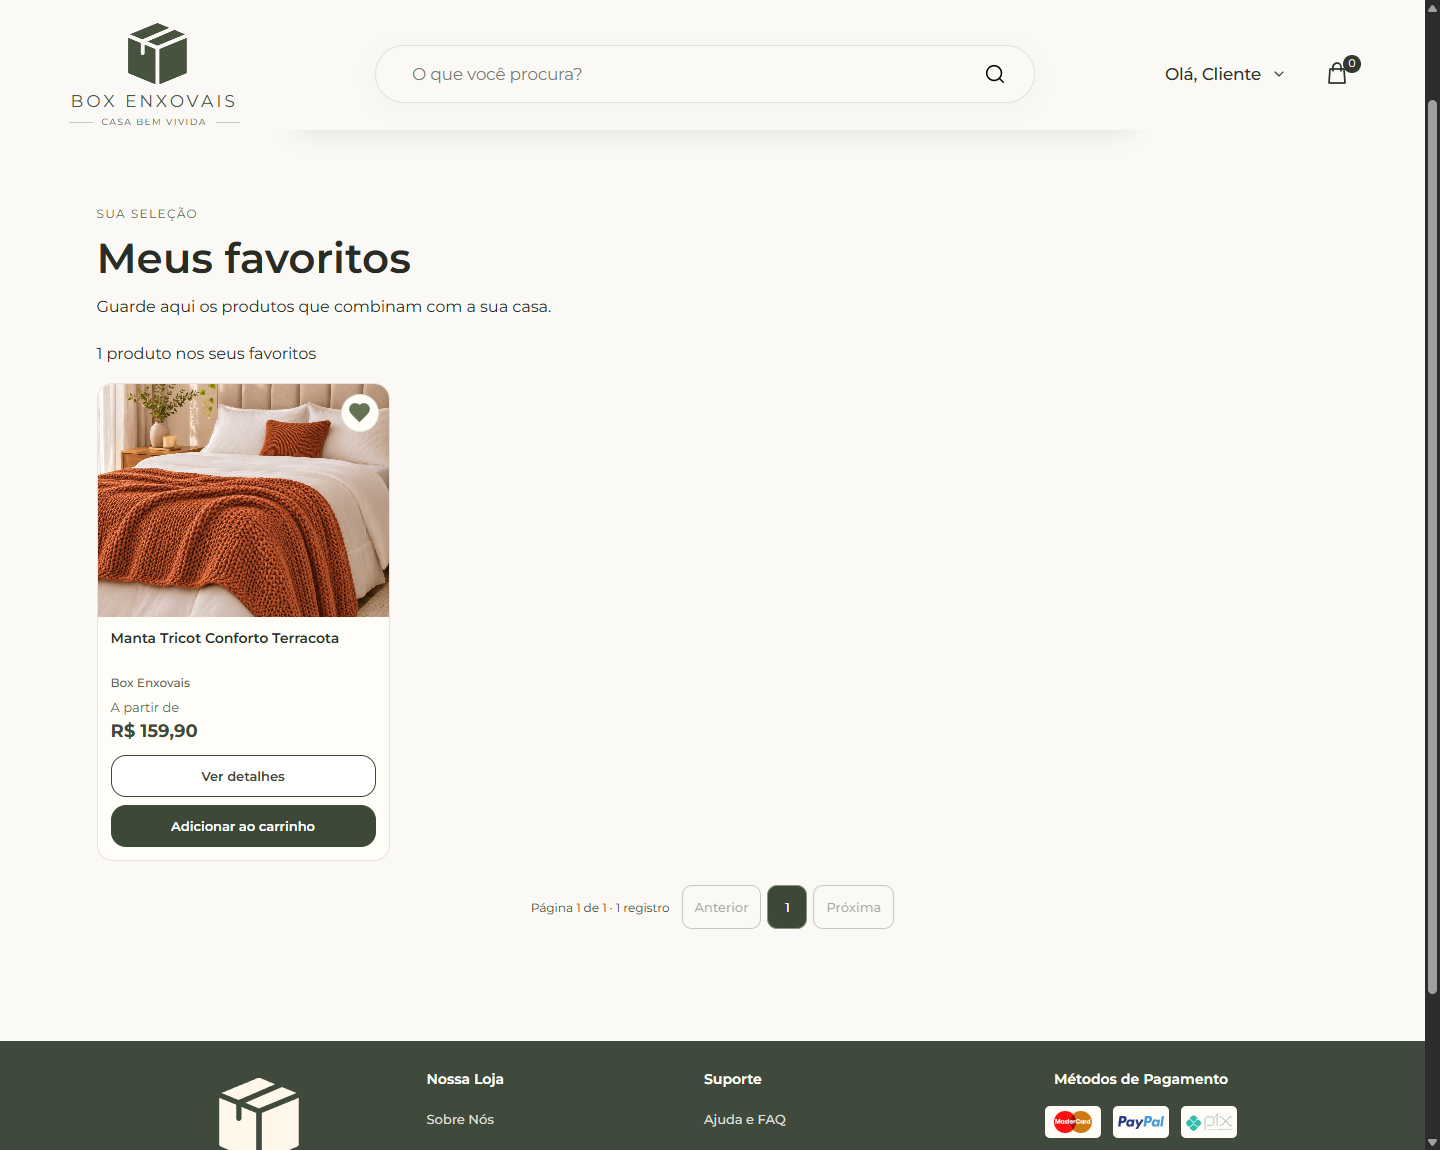 BOX ENXOVAIS
CASA BEM VIVIDA
O que você procura?
Olá, Cliente
0
SUA SELEÇÃO
Meus favoritos
Guarde aqui os produtos que combinam com a sua casa.
1 produto nos seus favoritos
Manta Tricot Conforto Terracota
Box Enxovais
A partir de
R$ 159,90
Ver detalhes
Adicionar ao carrinho
Página 1 de 1 · 1 registro
Anterior
1
Próxima
Nossa Loja
Suporte
Métodos de Pagamento
Sobre Nós
Ajuda e FAQ
MasterCard
PayPal
pix